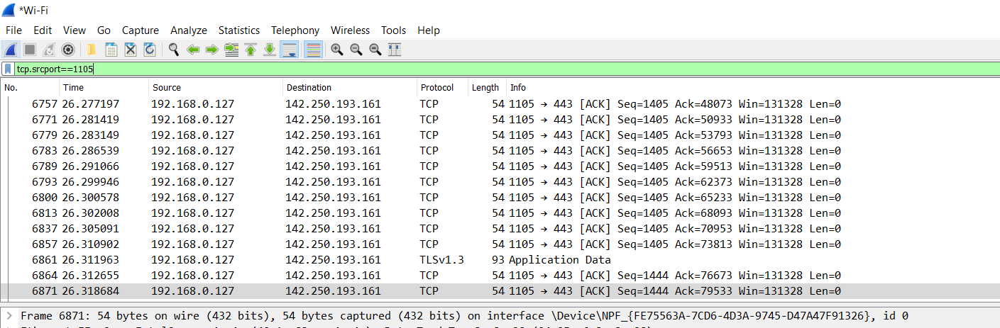 *Wi-Fi
File Edit View Go Capture Analyze Statistics Telephony Wireless Tools Help
tcp.srcport==1105
No. Time Source Destination Protocol Length Info
6757 26.277197 192.168.0.127 142.250.193.161 TCP 54 1105 → 443 [ACK] Seq=1405 Ack=48073 Win=131328 Len=0
6771 26.281419 192.168.0.127 142.250.193.161 TCP 54 1105 → 443 [ACK] Seq=1405 Ack=50933 Win=131328 Len=0
6779 26.283149 192.168.0.127 142.250.193.161 TCP 54 1105 → 443 [ACK] Seq=1405 Ack=53793 Win=131328 Len=0
6783 26.286539 192.168.0.127 142.250.193.161 TCP 54 1105 → 443 [ACK] Seq=1405 Ack=56653 Win=131328 Len=0
6789 26.291066 192.168.0.127 142.250.193.161 TCP 54 1105 → 443 [ACK] Seq=1405 Ack=59513 Win=131328 Len=0
6793 26.299946 192.168.0.127 142.250.193.161 TCP 54 1105 → 443 [ACK] Seq=1405 Ack=62373 Win=131328 Len=0
6800 26.300578 192.168.0.127 142.250.193.161 TCP 54 1105 → 443 [ACK] Seq=1405 Ack=65233 Win=131328 Len=0
6813 26.302008 192.168.0.127 142.250.193.161 TCP 54 1105 → 443 [ACK] Seq=1405 Ack=68093 Win=131328 Len=0
6837 26.305091 192.168.0.127 142.250.193.161 TCP 54 1105 → 443 [ACK] Seq=1405 Ack=70953 Win=131328 Len=0
6857 26.310902 192.168.0.127 142.250.193.161 TCP 54 1105 → 443 [ACK] Seq=1405 Ack=73813 Win=131328 Len=0
6861 26.311963 192.168.0.127 142.250.193.161 TLSv1.3 93 Application Data
6864 26.312655 192.168.0.127 142.250.193.161 TCP 54 1105 → 443 [ACK] Seq=1444 Ack=76673 Win=131328 Len=0
6871 26.318684 192.168.0.127 142.250.193.161 TCP 54 1105 → 443 [ACK] Seq=1444 Ack=79533 Win=131328 Len=0
Frame 6871: 54 bytes on wire (432 bits), 54 bytes captured (432 bits) on interface \Device\NPF_{FE75563A-7CD6-4D3A-9745-D47A47F91326}, id 0